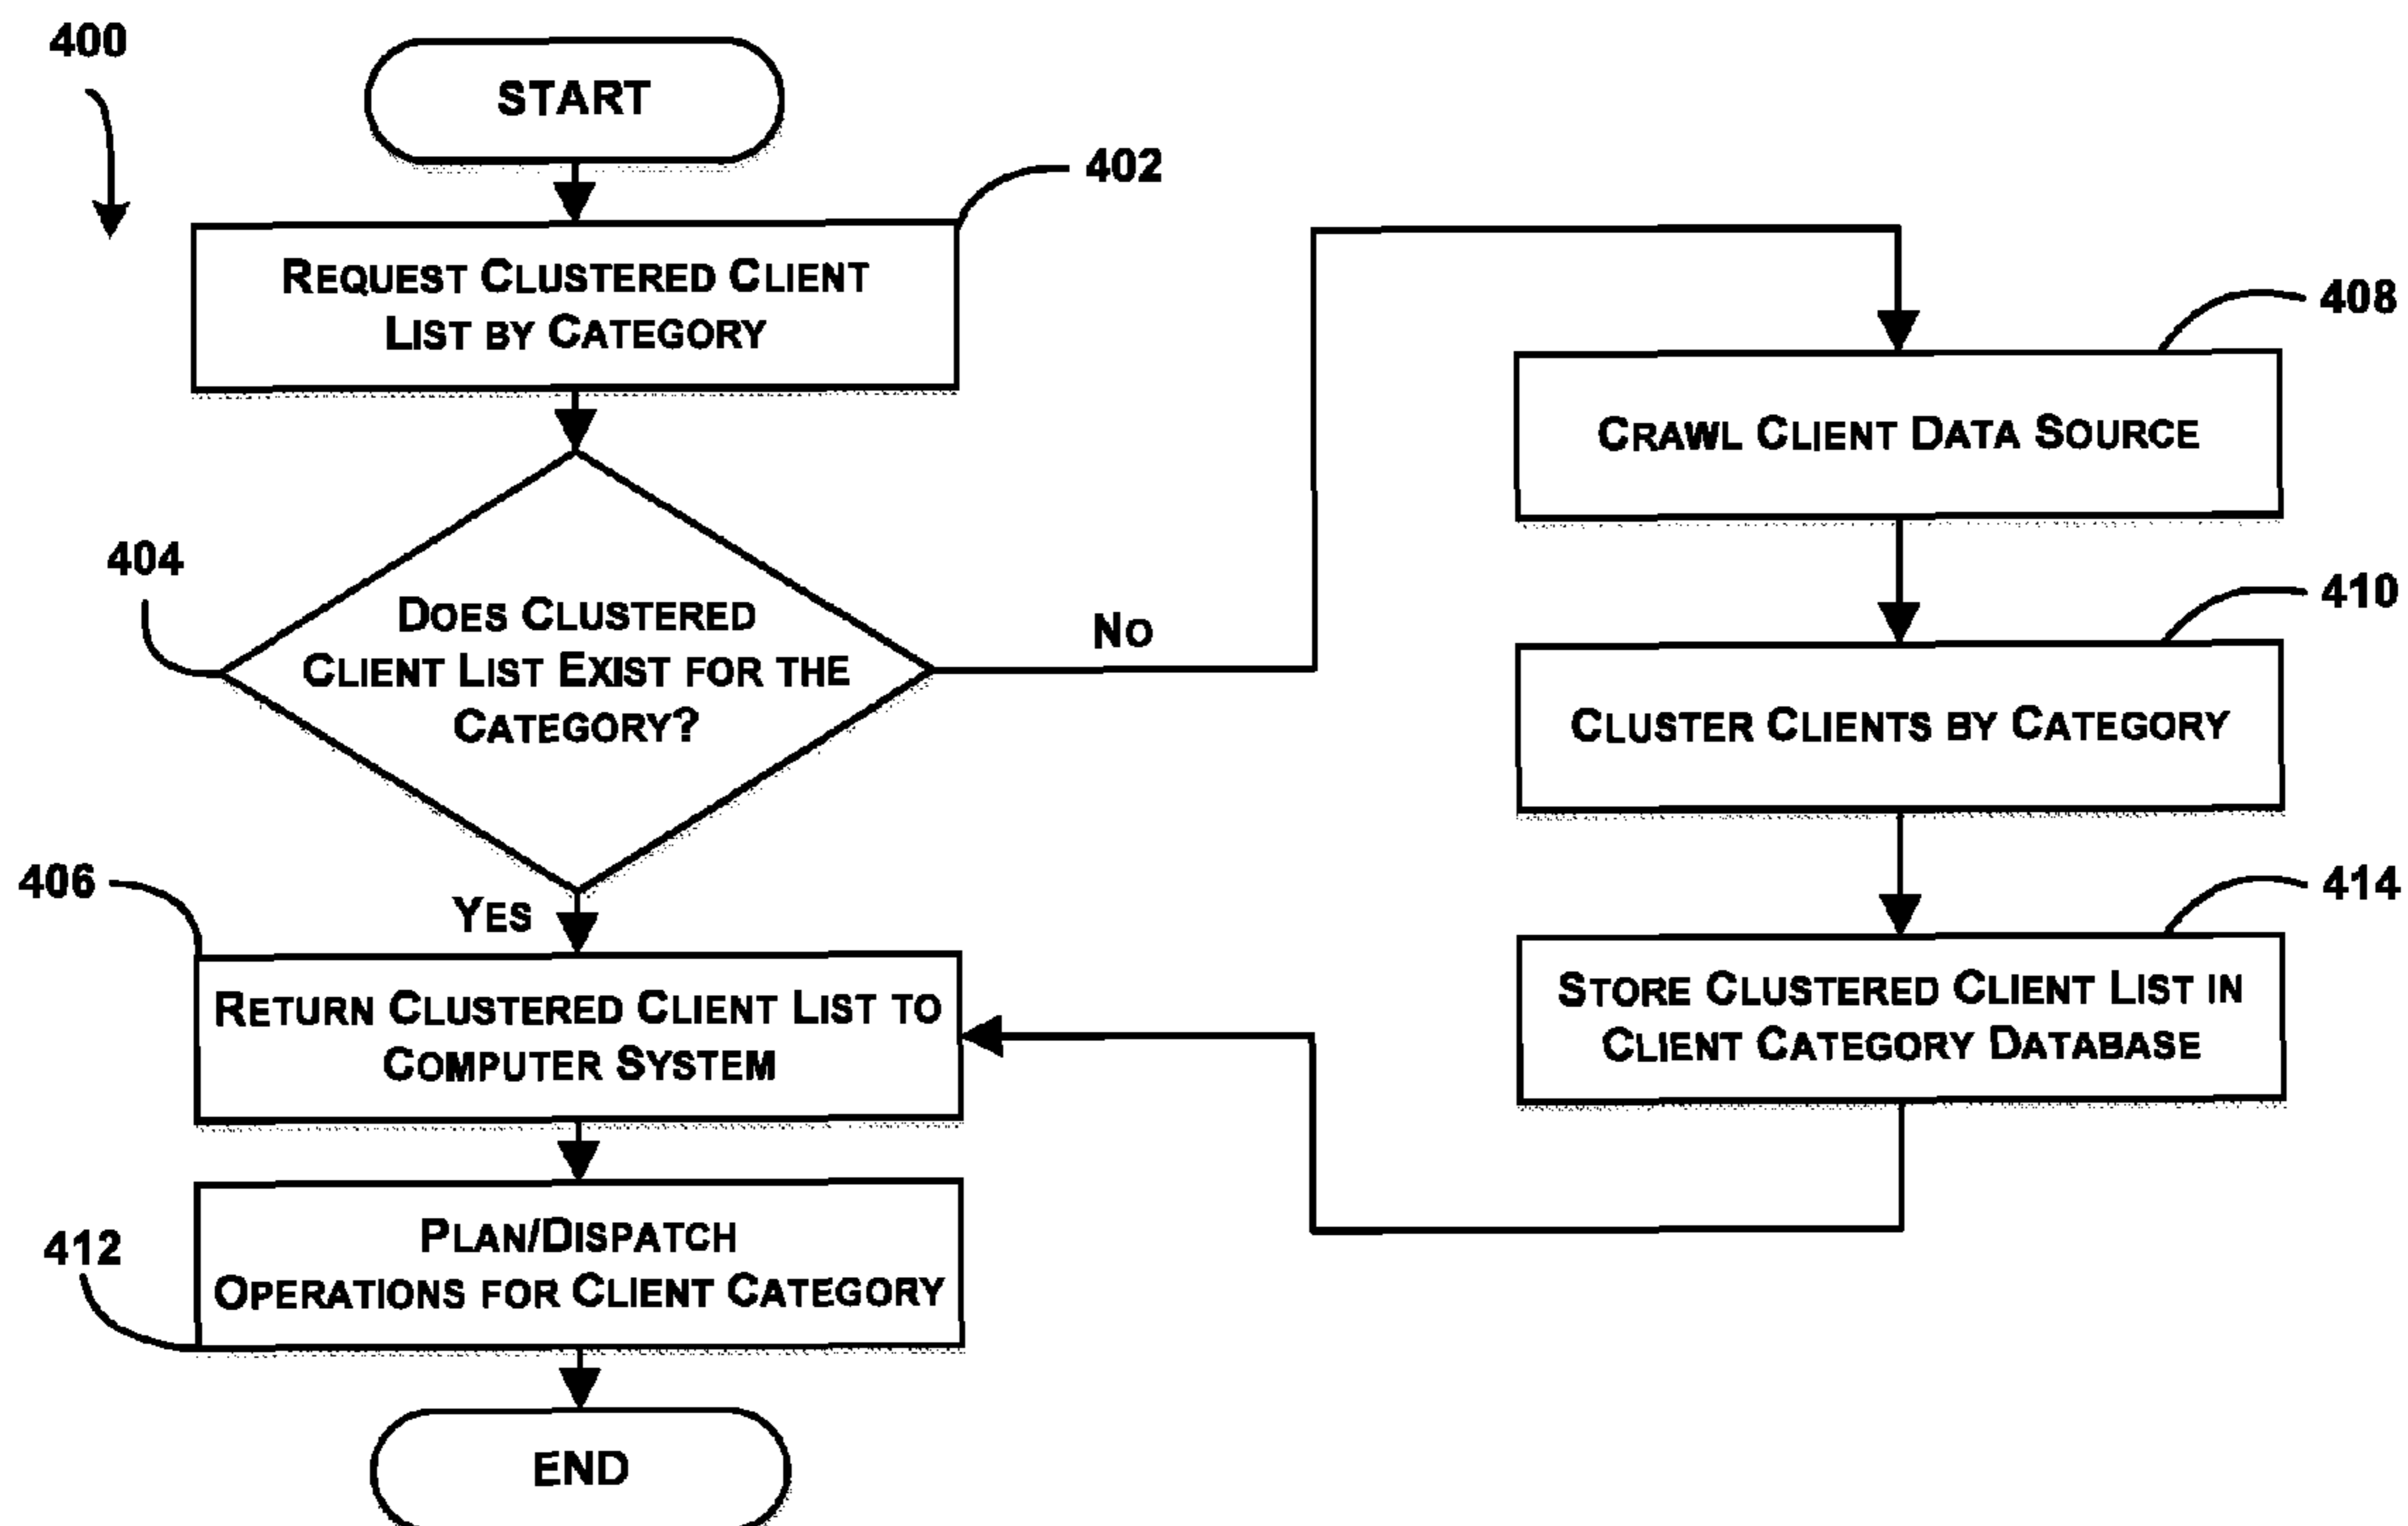 400
START
402
REQUEST CLUSTERED CLIENT
LIST BY CATEGORY
404
DOES CLUSTERED
CLIENT LIST EXIST FOR THE
CATEGORY?
NO
YES
406
RETURN CLUSTERED CLIENT LIST TO
COMPUTER SYSTEM
412
PLAN/DISPATCH
OPERATIONS FOR CLIENT CATEGORY
END
408
CRAWL CLIENT DATA SOURCE
410
CLUSTER CLIENTS BY CATEGORY
414
STORE CLUSTERED CLIENT LIST IN
CLIENT CATEGORY DATABASE